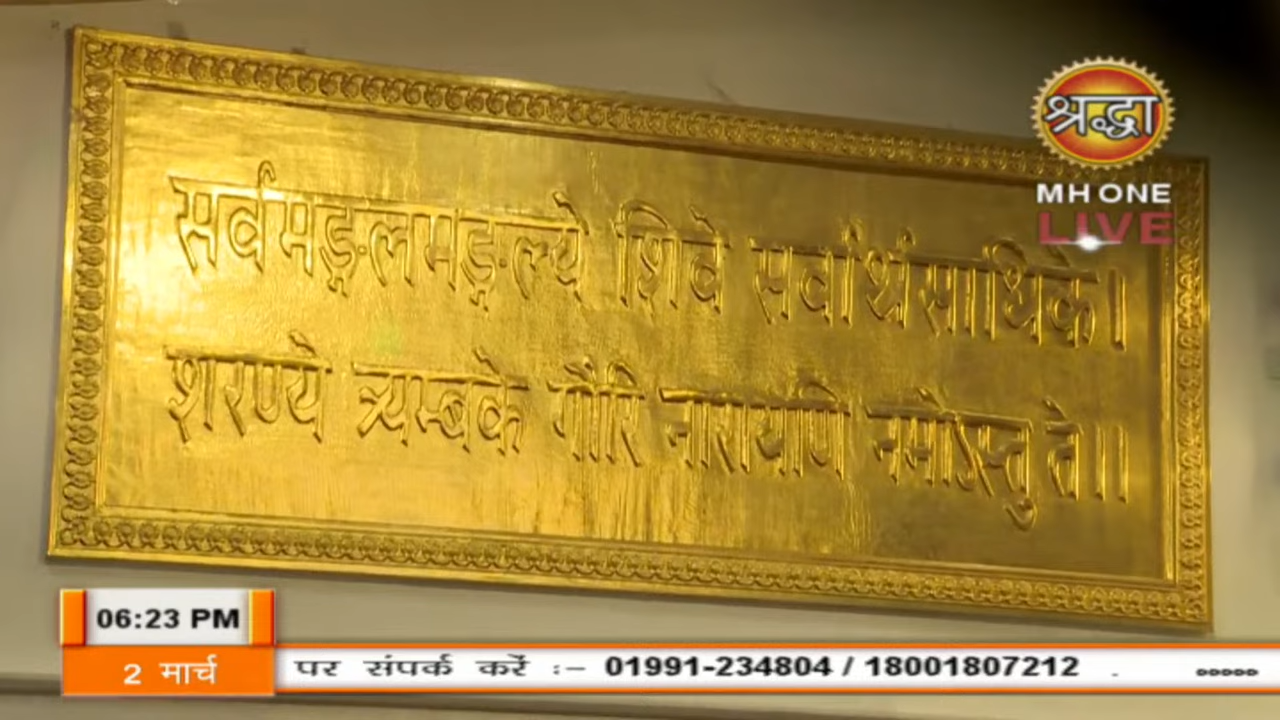 सर्वमङ्गलमङ्गल्ये शिवे सर्वार्थसाधिके।
शरण्ये त्र्यम्बके गौरि नारायणि नमोऽस्तु ते॥
श्रद्धा
MH ONE
LIVE
06:23 PM
2 मार्च
पर संपर्क करें :– 01991-234804 / 18001807212 .